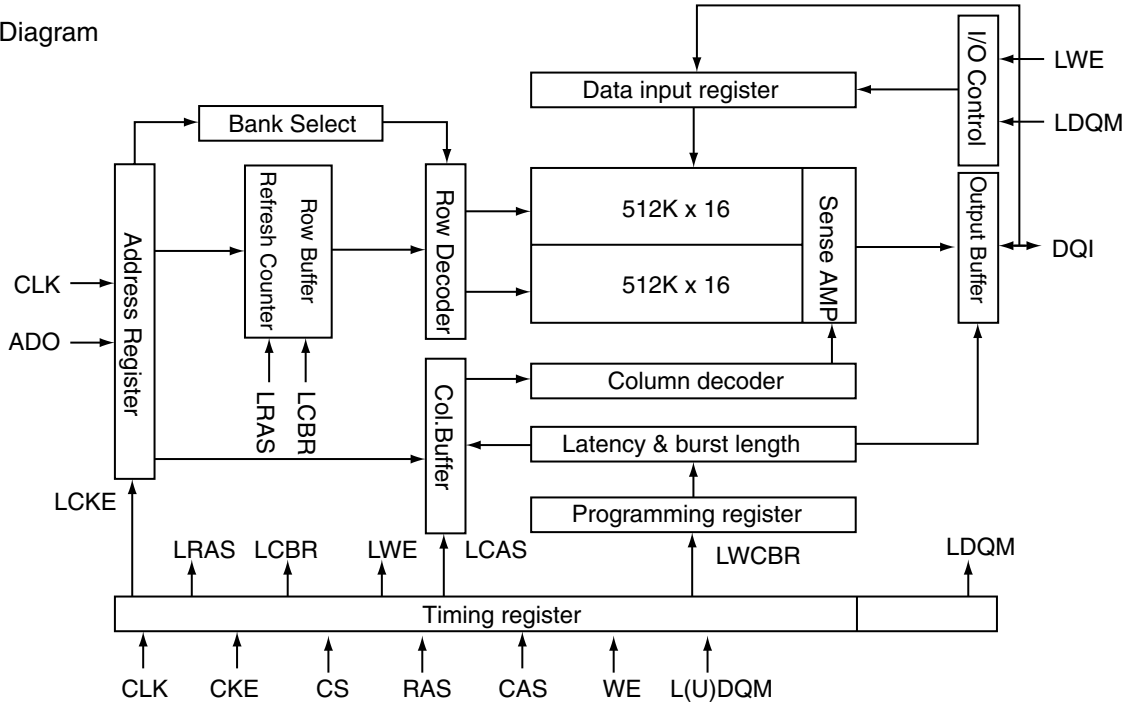 Diagram
I/O Control
LWE
LDQM
Data input register
Bank Select
Address Register
Refresh Counter
Row Buffer
Row Decoder
512K x 16
512K x 16
Sense AMP
Output Buffer
DQI
CLK
ADO
LRAS
LCBR
Col.Buffer
Column decoder
Latency & burst length
Programming register
LCKE
LRAS
LCBR
LWE
LCAS
LWCBR
LDQM
Timing register
CLK
CKE
CS
RAS
CAS
WE
L(U)DQM